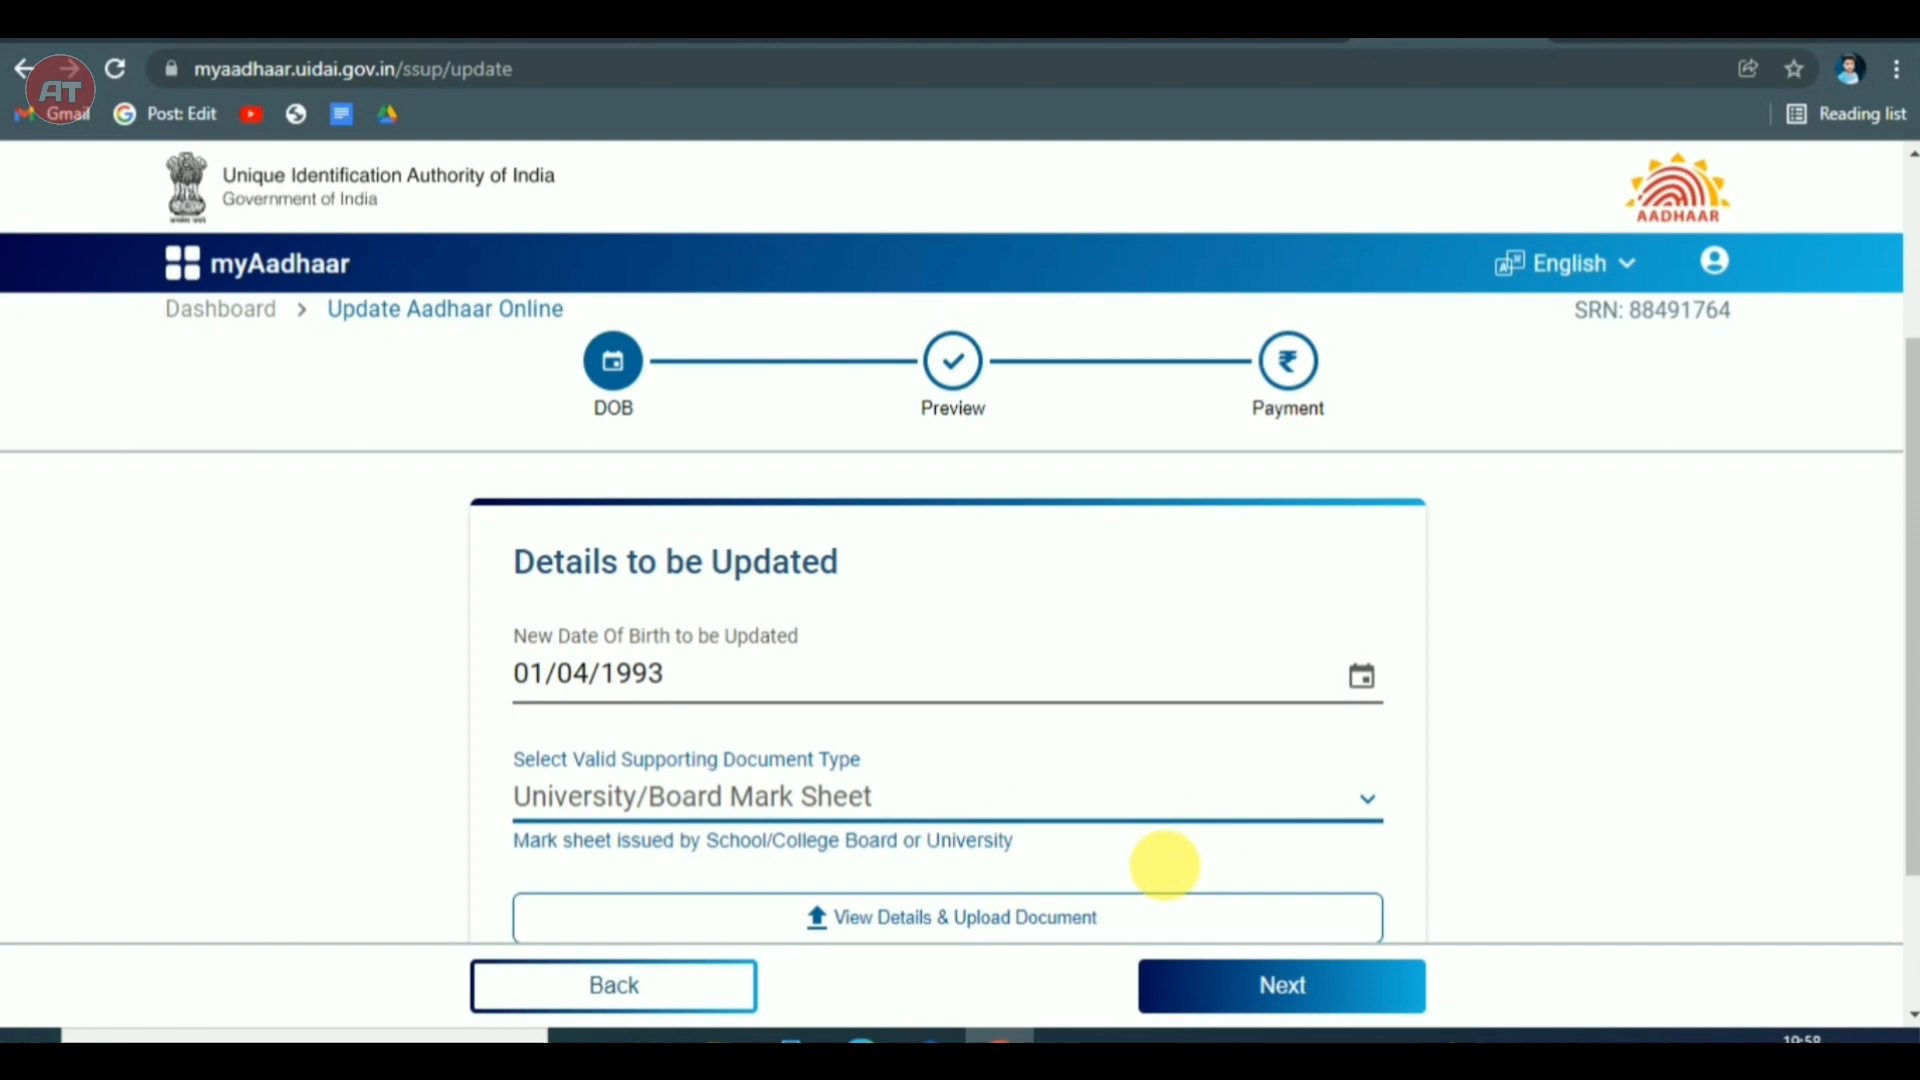 myaadhaar.uidai.gov.in/ssup/update
AT
Gmail
Post: Edit
Reading list
Unique Identification Authority of India
Government of India
AADHAAR
myAadhaar
English
Dashboard > Update Aadhaar Online
SRN: 88491764
DOB
Preview
₹
Payment
Details to be Updated
New Date Of Birth to be Updated
01/04/1993
Select Valid Supporting Document Type
University/Board Mark Sheet
Mark sheet issued by School/College Board or University
View Details & Upload Document
Back
Next
19:58